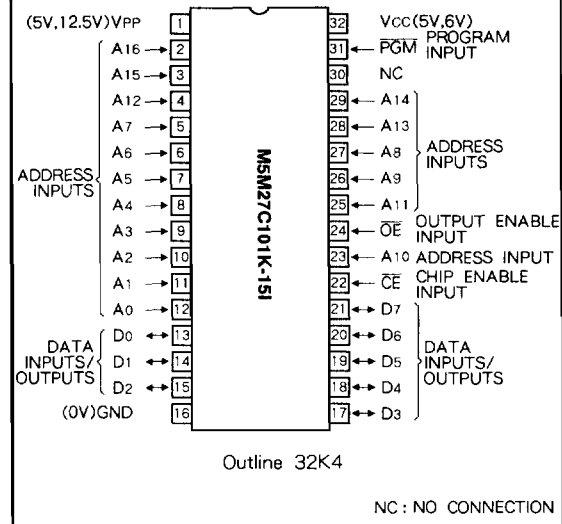 (5V,12.5V)VPP 1
A16 → 2
A15 → 3
A12 → 4
A7 → 5
A6 → 6
A5 → 7
A4 → 8
A3 → 9
A2 → 10
A1 → 11
A0 → 12
D0 ↔ 13
D1 ↔ 14
D2 ↔ 15
(0V)GND 16
ADDRESS
INPUTS
DATA
INPUTS/
OUTPUTS
M5M27C101K-15I
32 VCC(5V,6V)
31 ← PGM PROGRAM
INPUT
30 NC
29 ← A14
28 ← A13
27 ← A8
26 ← A9
25 ← A11
ADDRESS
INPUTS
24 ← OE OUTPUT ENABLE
INPUT
23 ← A10 ADDRESS INPUT
22 ← CE CHIP ENABLE
INPUT
21 ↔ D7
20 ↔ D6
19 ↔ D5
18 ↔ D4
17 ↔ D3
DATA
INPUTS/
OUTPUTS
Outline 32K4
NC : NO CONNECTION